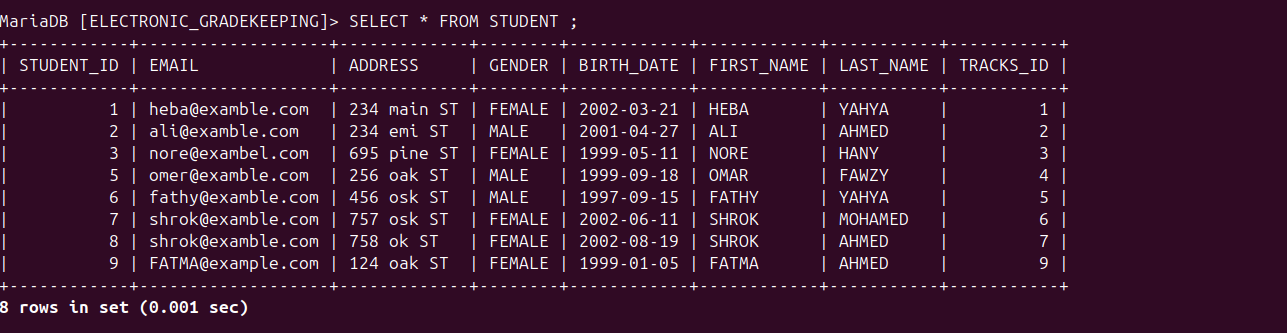 MariaDB [ELECTRONIC_GRADEKEEPING]> SELECT * FROM STUDENT ;
+------------+-------------------+-------------+--------+------------+------------+-----------+-----------+
| STUDENT_ID | EMAIL             | ADDRESS     | GENDER | BIRTH_DATE | FIRST_NAME | LAST_NAME | TRACKS_ID |
+------------+-------------------+-------------+--------+------------+------------+-----------+-----------+
|          1 | heba@examble.com  | 234 main ST | FEMALE | 2002-03-21 | HEBA       | YAHYA     |         1 |
|          2 | ali@examble.com   | 234 emi ST  | MALE   | 2001-04-27 | ALI        | AHMED     |         2 |
|          3 | nore@exambel.com  | 695 pine ST | FEMALE | 1999-05-11 | NORE       | HANY      |         3 |
|          5 | omer@examble.com  | 256 oak ST  | MALE   | 1999-09-18 | OMAR       | FAWZY     |         4 |
|          6 | fathy@examble.com | 456 osk ST  | MALE   | 1997-09-15 | FATHY      | YAHYA     |         5 |
|          7 | shrok@examble.com | 757 osk ST  | FEMALE | 2002-06-11 | SHROK      | MOHAMED   |         6 |
|          8 | shrok@examble.com | 758 ok ST   | FEMALE | 2002-08-19 | SHROK      | AHMED     |         7 |
|          9 | FATMA@example.com | 124 oak ST  | FEMALE | 1999-01-05 | FATMA      | AHMED     |         9 |
+------------+-------------------+-------------+--------+------------+------------+-----------+-----------+
8 rows in set (0.001 sec)